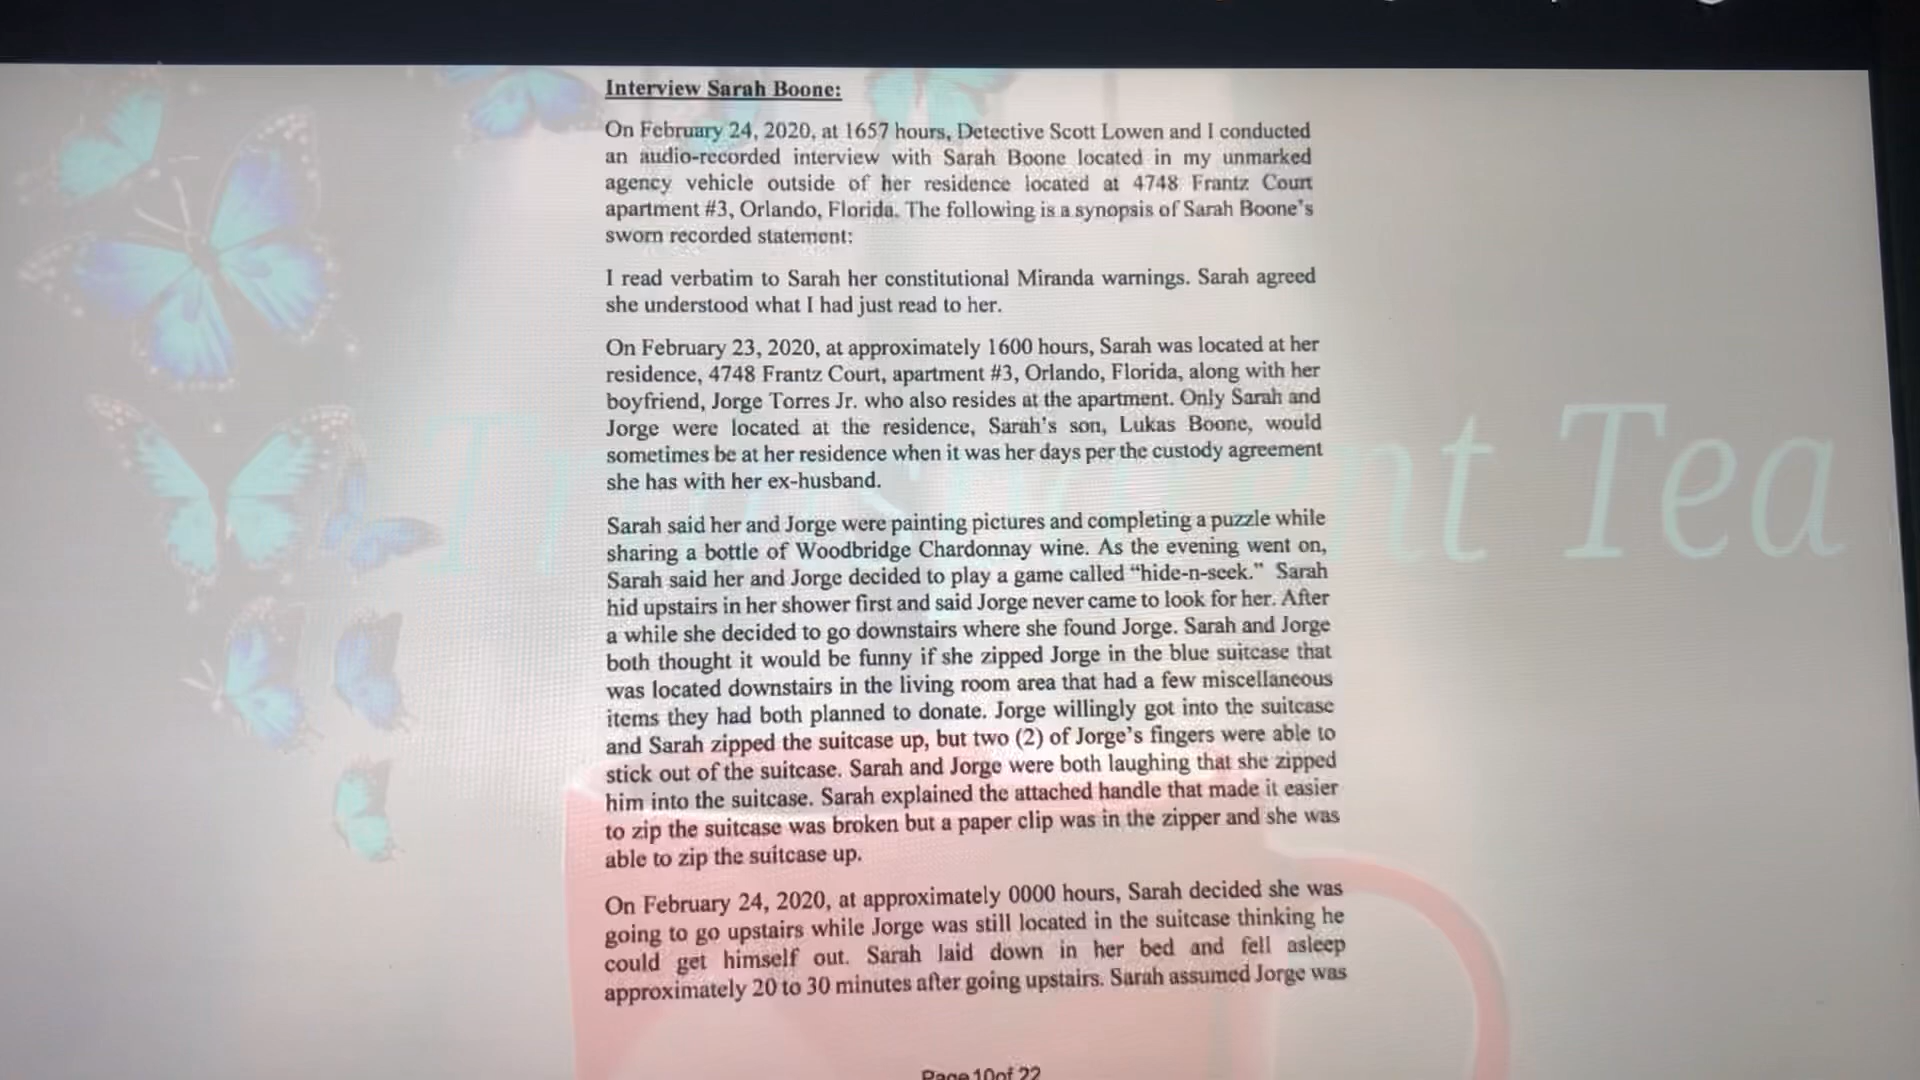 Interview Sarah Boone:
On February 24, 2020, at 1657 hours, Detective Scott Lowen and I conducted
an audio-recorded interview with Sarah Boone located in my unmarked
agency vehicle outside of her residence located at 4748 Frantz Court
apartment #3, Orlando, Florida. The following is a synopsis of Sarah Boone's
sworn recorded statement:
I read verbatim to Sarah her constitutional Miranda warnings. Sarah agreed
she understood what I had just read to her.
On February 23, 2020, at approximately 1600 hours, Sarah was located at her
residence, 4748 Frantz Court, apartment #3, Orlando, Florida, along with her
boyfriend, Jorge Torres Jr. who also resides at the apartment. Only Sarah and
Jorge were located at the residence, Sarah's son, Lukas Boone, would
sometimes be at her residence when it was her days per the custody agreement
she has with her ex-husband.
Sarah said her and Jorge were painting pictures and completing a puzzle while
sharing a bottle of Woodbridge Chardonnay wine. As the evening went on,
Sarah said her and Jorge decided to play a game called “hide-n-seek.” Sarah
hid upstairs in her shower first and said Jorge never came to look for her. After
a while she decided to go downstairs where she found Jorge. Sarah and Jorge
both thought it would be funny if she zipped Jorge in the blue suitcase that
was located downstairs in the living room area that had a few miscellaneous
items they had both planned to donate. Jorge willingly got into the suitcase
and Sarah zipped the suitcase up, but two (2) of Jorge's fingers were able to
stick out of the suitcase. Sarah and Jorge were both laughing that she zipped
him into the suitcase. Sarah explained the attached handle that made it easier
to zip the suitcase was broken but a paper clip was in the zipper and she was
able to zip the suitcase up.
On February 24, 2020, at approximately 0000 hours, Sarah decided she was
going to go upstairs while Jorge was still located in the suitcase thinking he
could get himself out. Sarah laid down in her bed and fell asleep
approximately 20 to 30 minutes after going upstairs. Sarah assumed Jorge was
Page 10of 22
Tea